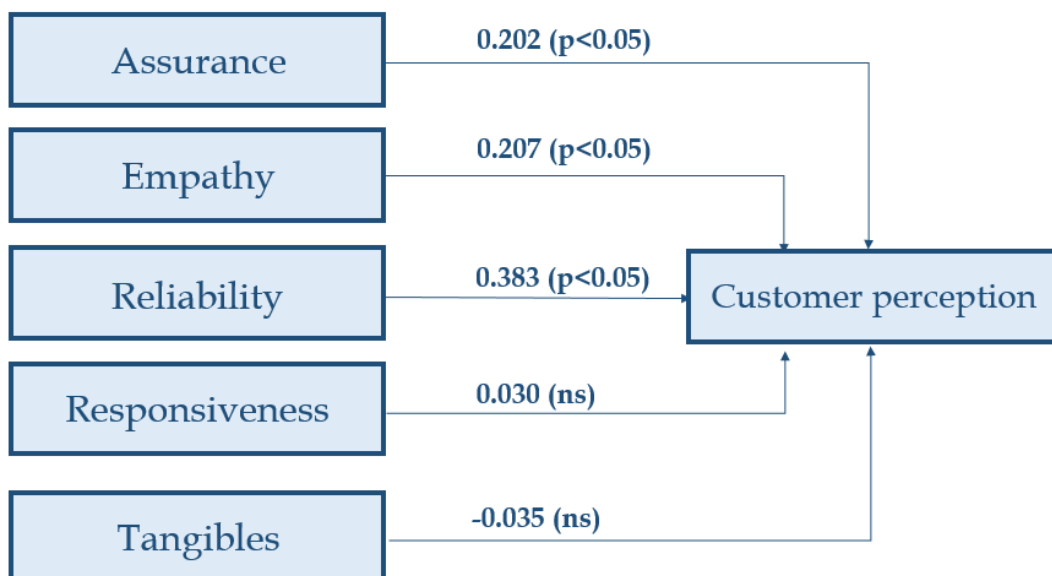 Assurance
0.202 (p<0.05)
Empathy
0.207 (p<0.05)
Reliability
0.383 (p<0.05)
Customer perception
Responsiveness
0.030 (ns)
Tangibles
-0.035 (ns)